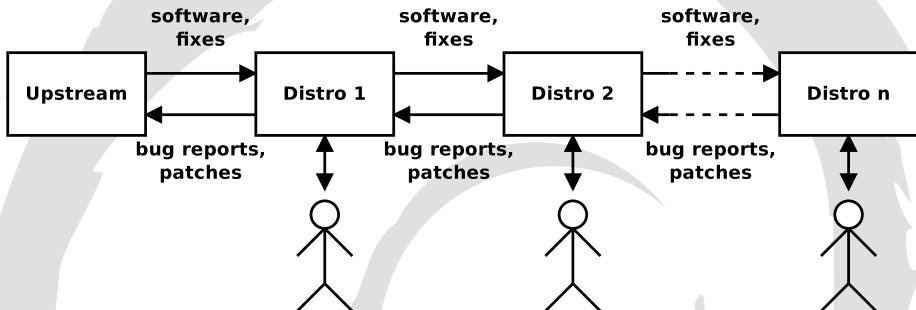 software,
fixes
software,
fixes
software,
fixes
Upstream
Distro 1
Distro 2
Distro n
bug reports,
patches
bug reports,
patches
bug reports,
patches